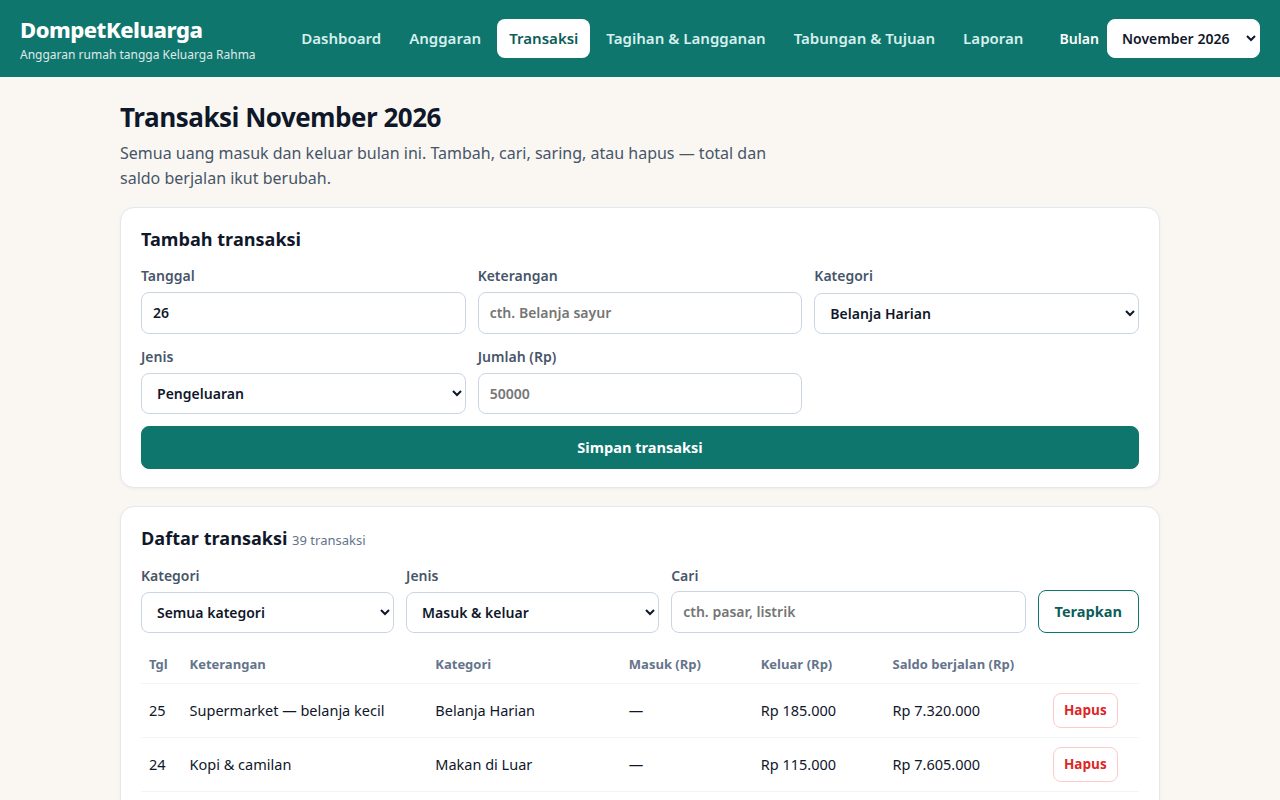 DompetKeluarga
Anggaran rumah tangga Keluarga Rahma
Dashboard Anggaran Transaksi Tagihan & Langganan Tabungan & Tujuan Laporan Bulan November 2026
Transaksi November 2026
Semua uang masuk dan keluar bulan ini. Tambah, cari, saring, atau hapus — total dan
saldo berjalan ikut berubah.
Tambah transaksi
Tanggal Keterangan Kategori
26 cth. Belanja sayur Belanja Harian
Jenis Jumlah (Rp)
Pengeluaran 50000
Simpan transaksi
Daftar transaksi 39 transaksi
Kategori Jenis Cari
Semua kategori Masuk & keluar cth. pasar, listrik Terapkan
Tgl Keterangan Kategori Masuk (Rp) Keluar (Rp) Saldo berjalan (Rp)
25 Supermarket — belanja kecil Belanja Harian — Rp 185.000 Rp 7.320.000 Hapus
24 Kopi & camilan Makan di Luar — Rp 115.000 Rp 7.605.000 Hapus